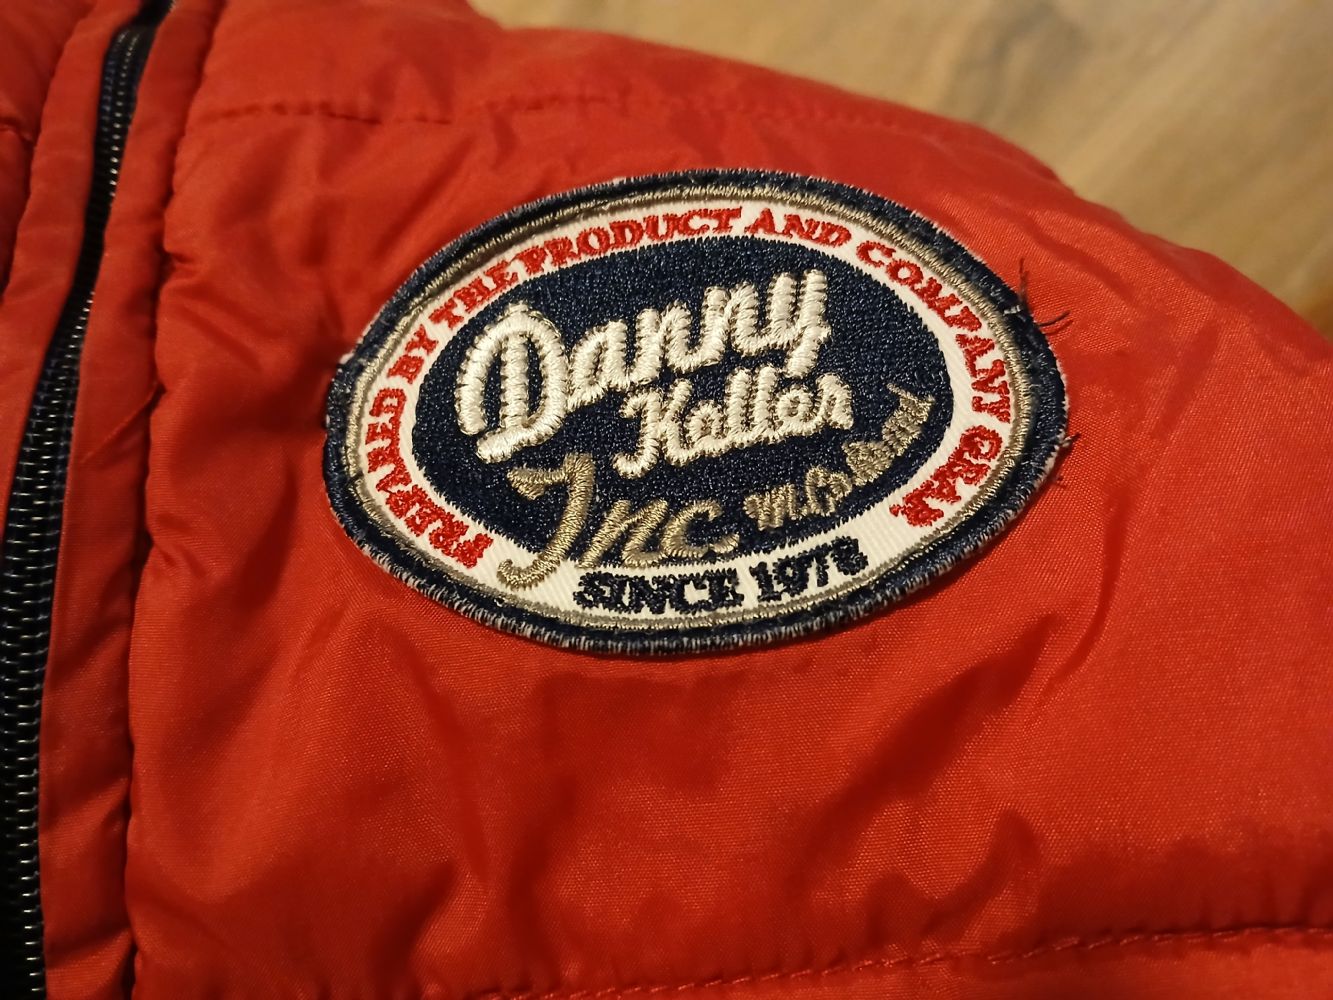 PREPARED BY THE PRODUCT AND COMPANY GEAR.
Danny
Koller
Inc
SINCE 1978